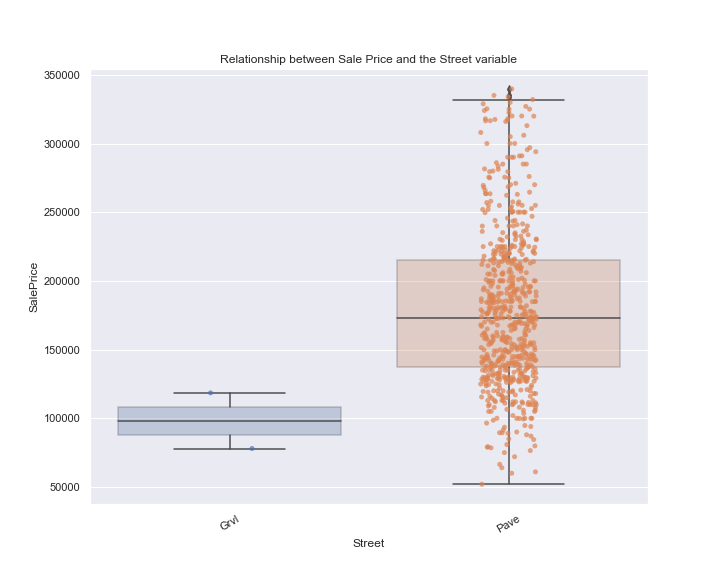 Relationship between Sale Price and the Street variable
350000
300000
250000
200000
150000
100000
50000
SalePrice
Grvl
Pave
Street